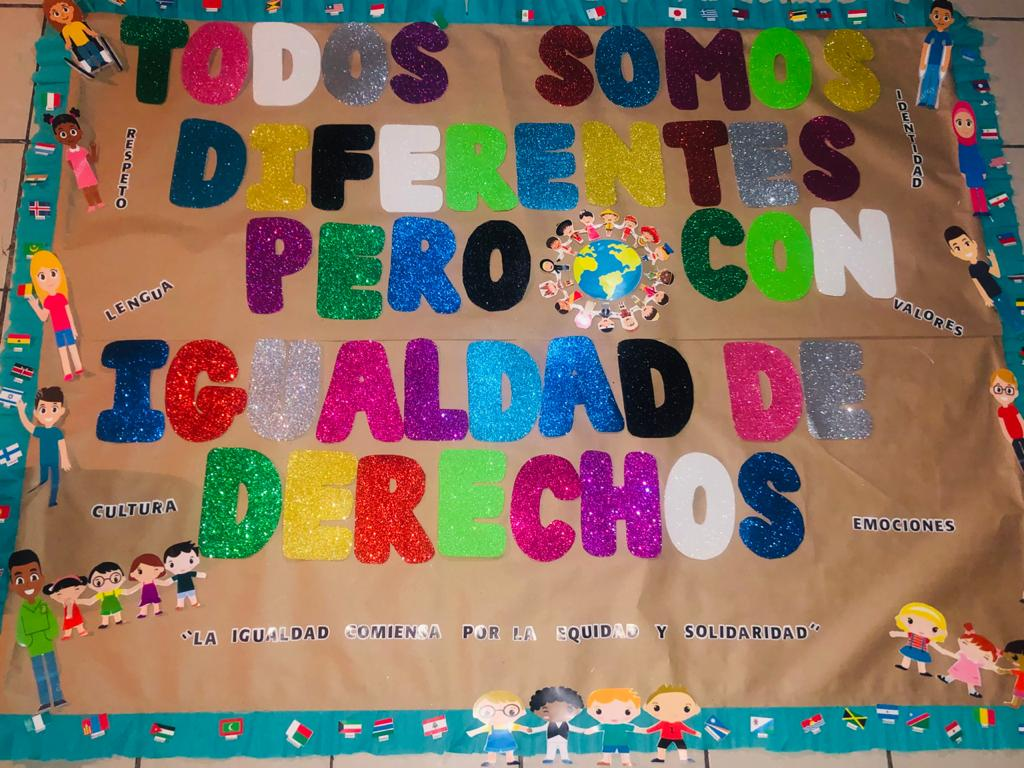 TODOS SOMOS
DIFERENTES
PERO CON
IGUALDAD DE
DERECHOS
RESPETO
IDENTIDAD
LENGUA
VALORES
CULTURA
EMOCIONES
"LA IGUALDAD COMIENSA POR LA EQUIDAD Y SOLIDARIDAD"